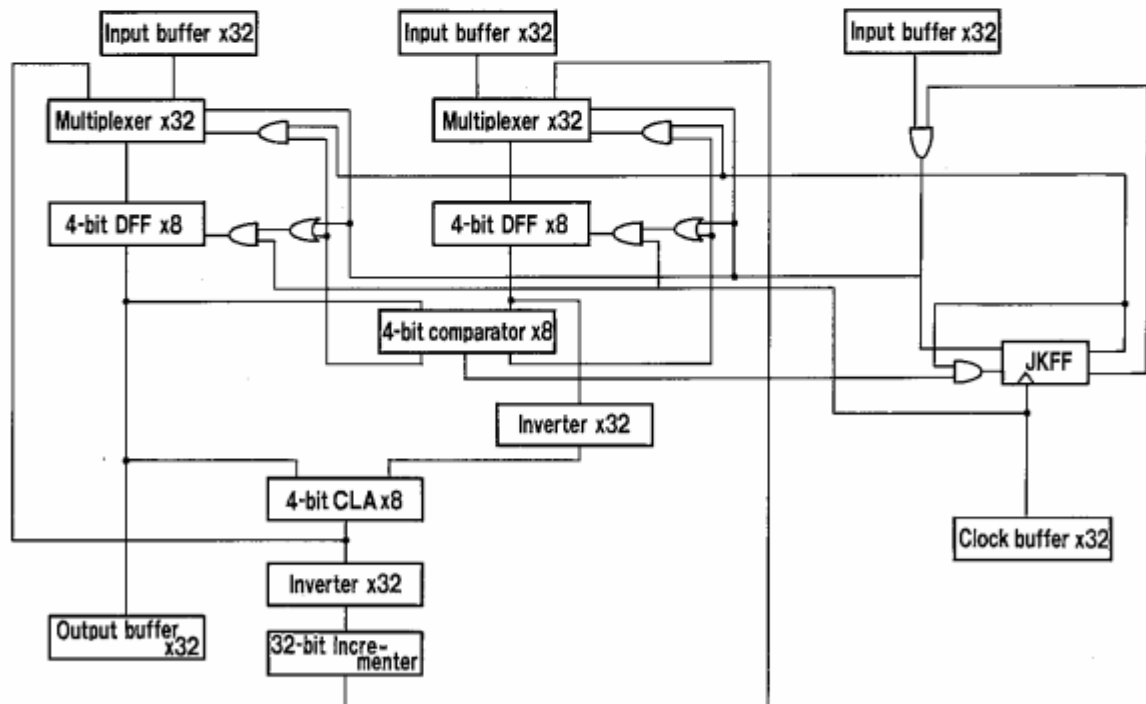 Input buffer x32
Input buffer x32
Input buffer x32
Multiplexer x32
Multiplexer x32
4-bit DFF x8
4-bit DFF x8
4-bit comparator x8
JKFF
Inverter x32
4-bit CLA x8
Clock buffer x32
Inverter x32
Output buffer
x32
32-bit Incre-
menter